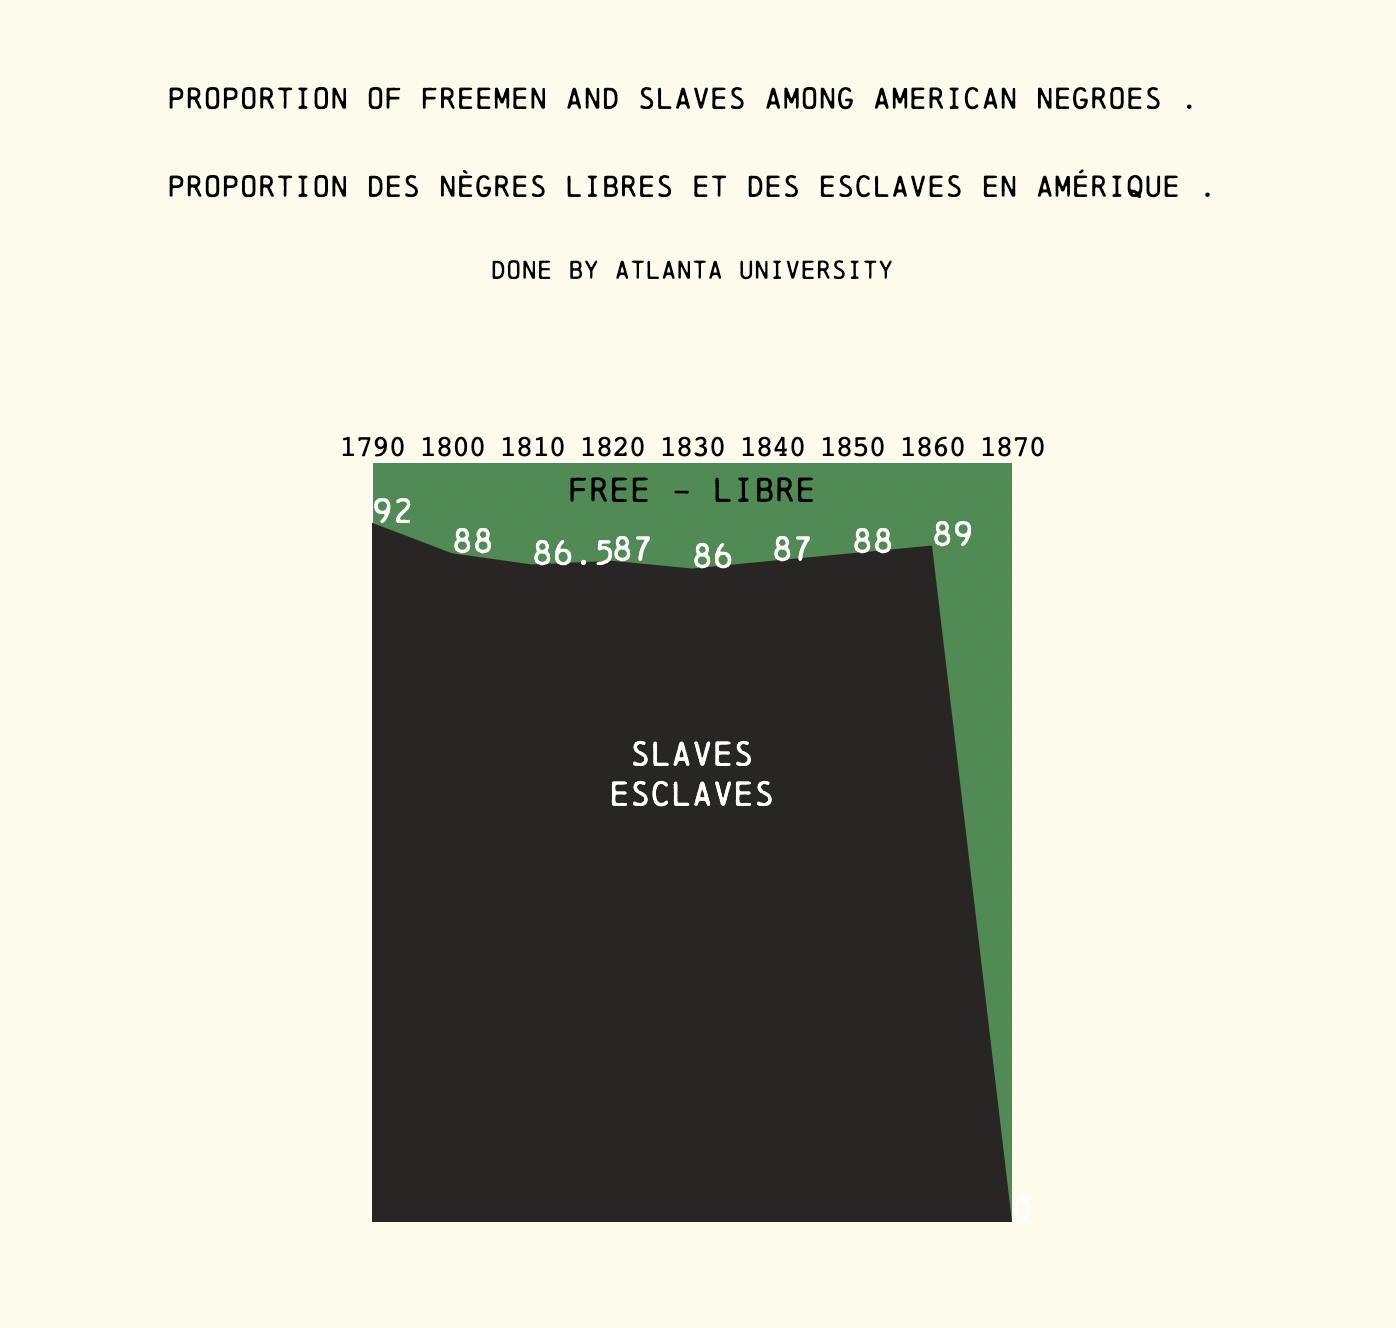 PROPORTION OF FREEMEN AND SLAVES AMONG AMERICAN NEGROES .
PROPORTION DES NÈGRES LIBRES ET DES ESCLAVES EN AMÉRIQUE .
DONE BY ATLANTA UNIVERSITY
1790 1800 1810 1820 1830 1840 1850 1860 1870
FREE - LIBRE
92 88 86.5 87 86 87 88 89
SLAVES
ESCLAVES
0